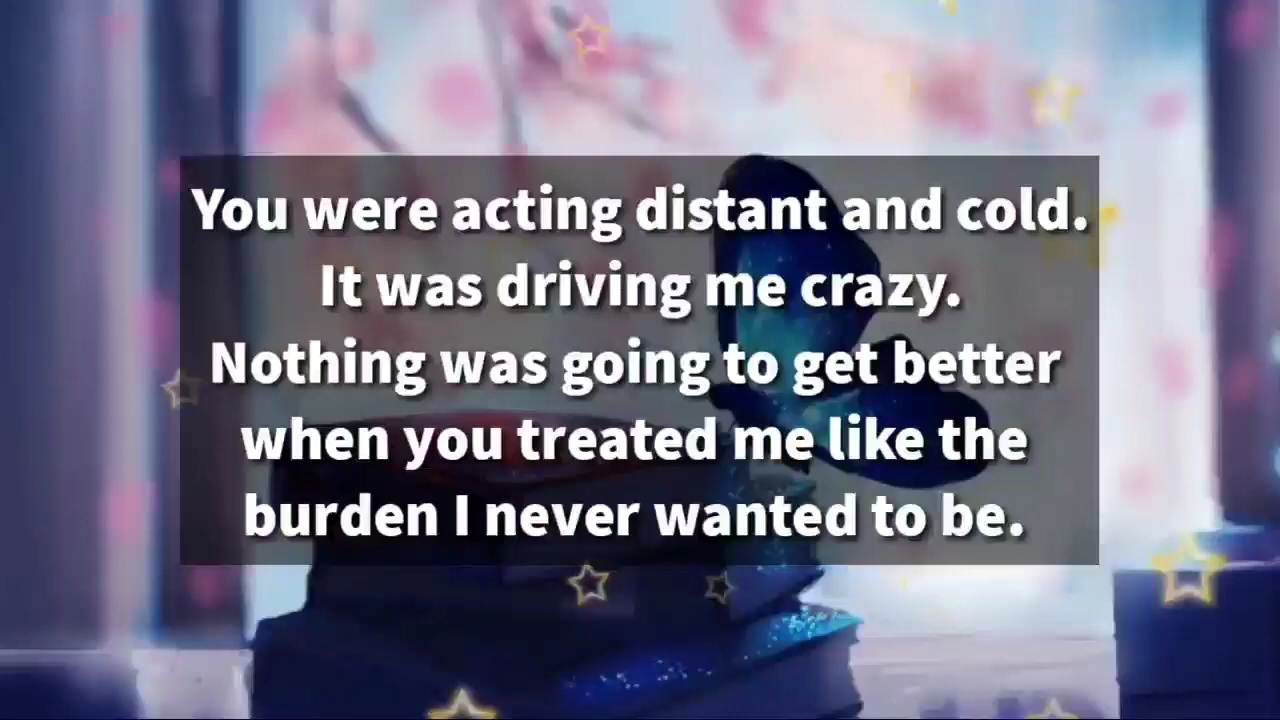 You were acting distant and cold.
It was driving me crazy.
Nothing was going to get better
when you treated me like the
burden I never wanted to be.